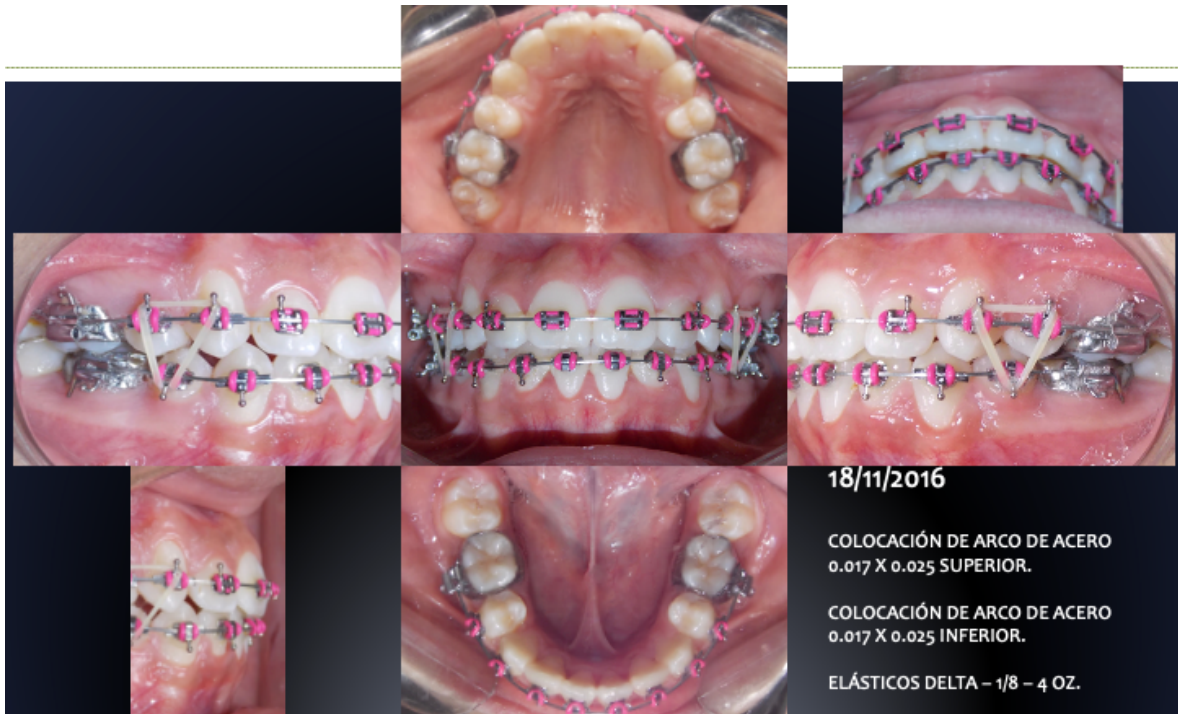 18/11/2016
COLOCACIÓN DE ARCO DE ACERO
0.017 X 0.025 SUPERIOR.
COLOCACIÓN DE ARCO DE ACERO
0.017 X 0.025 INFERIOR.
ELÁSTICOS DELTA – 1/8 – 4 OZ.